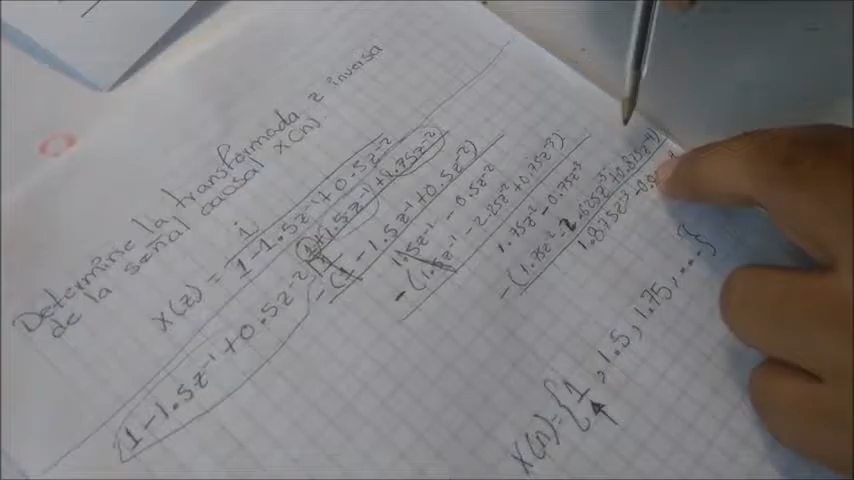 Determine la transformada z inversa
de la señal causal X(n).
X(z) = 1
1-1.5z⁻¹+0.5z⁻²
1+1.5z⁻¹+1.75z⁻²
1-1.5z⁻¹+0.5z⁻² 1
-(1-1.5z⁻¹+0.5z⁻²)
1.5z⁻¹-0.5z⁻²
-(1.5z⁻¹-2.25z⁻²+0.75z⁻³)
1.75z⁻²-0.75z⁻³
-(1.75z⁻²-2.625z⁻³+0.875z⁻⁴)
1.875z⁻³
X(n)={1, 1.5, 1.75, ...}